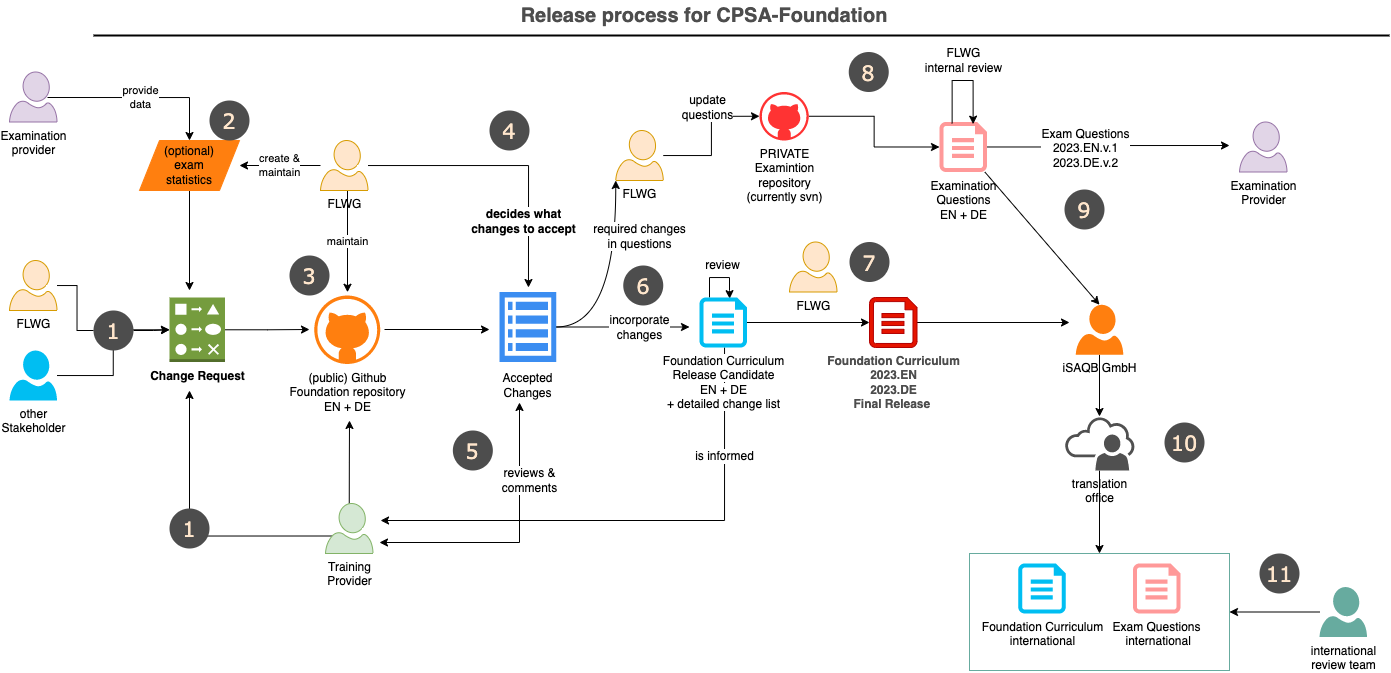 Release process for CPSA-Foundation
Examination
provider
provide
data
2
(optional)
exam
statistics
create &
maintain
FLWG
maintain
4
decides what
changes to accept
FLWG
required changes
in questions
update
questions
PRIVATE
Examintion
repository
(currently svn)
8
FLWG
internal review
Examination
Questions
EN + DE
Exam Questions
2023.EN.v.1
2023.DE.v.2
Examination
Provider
9
FLWG
other
Stakeholder
1
Change Request
3
(public) Github
Foundation repository
EN + DE
Accepted
Changes
6
incorporate
changes
review
Foundation Curriculum
Release Candidate
EN + DE
+ detailed change list
FLWG
7
Foundation Curriculum
2023.EN
2023.DE
Final Release
iSAQB GmbH
5
reviews &
comments
is informed
1
Training
Provider
10
translation
office
Foundation Curriculum
international
Exam Questions
international
11
international
review team